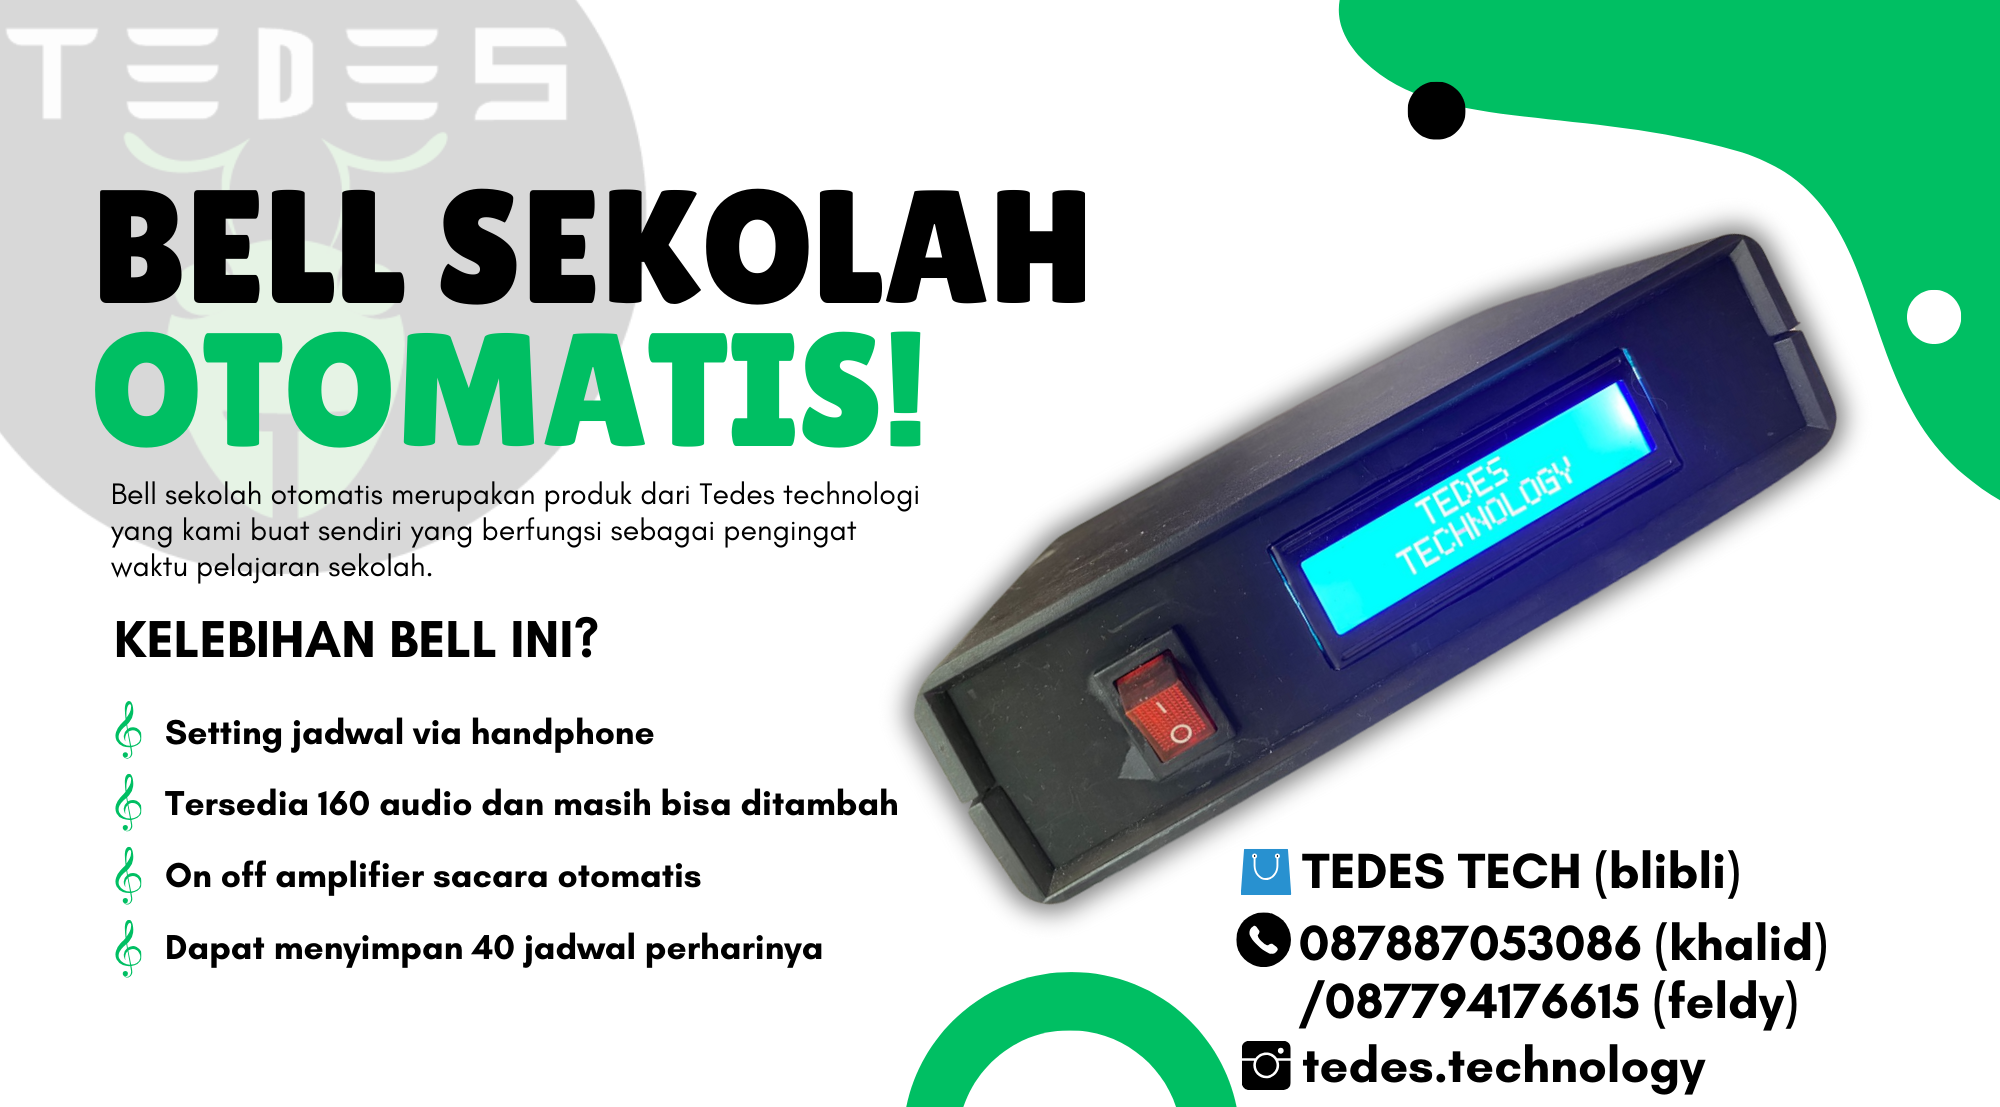 TEDES
BELL SEKOLAH
OTOMATIS!
Bell sekolah otomatis merupakan produk dari Tedes technologi
yang kami buat sendiri yang berfungsi sebagai pengingat
waktu pelajaran sekolah.
KELEBIHAN BELL INI?
Setting jadwal via handphone
Tersedia 160 audio dan masih bisa ditambah
On off amplifier sacara otomatis
Dapat menyimpan 40 jadwal perharinya
TEDES
TECHNOLOGY
TEDES TECH (blibli)
087887053086 (khalid)
/087794176615 (feldy)
tedes.technology